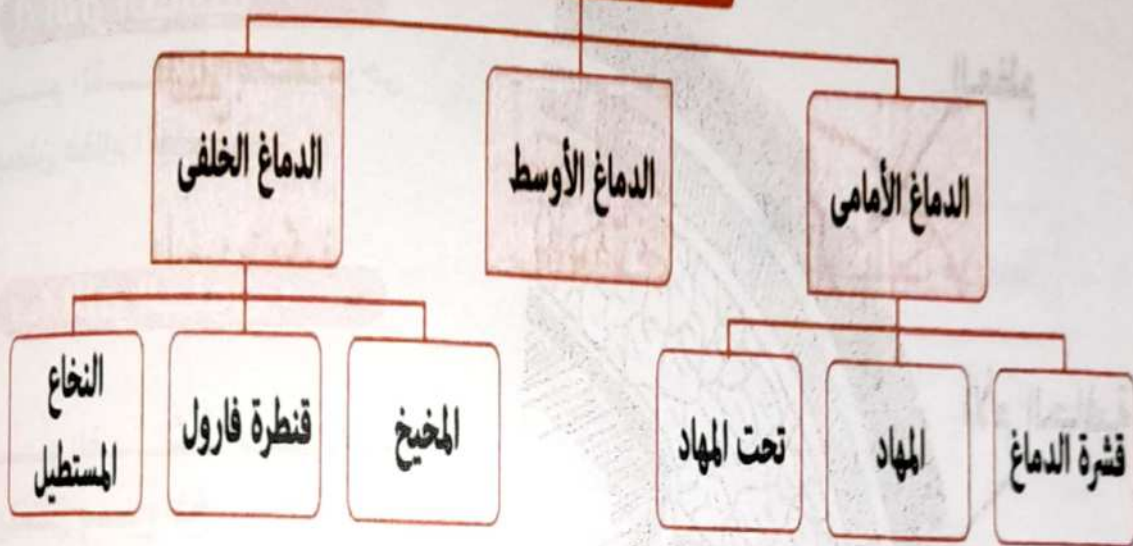 الدماغ الأمامى
الدماغ الأوسط
الدماغ الخلفى
قشرة الدماغ
المهاد
تحت المهاد
المخيخ
قنطرة فارول
النخاع
المستطيل